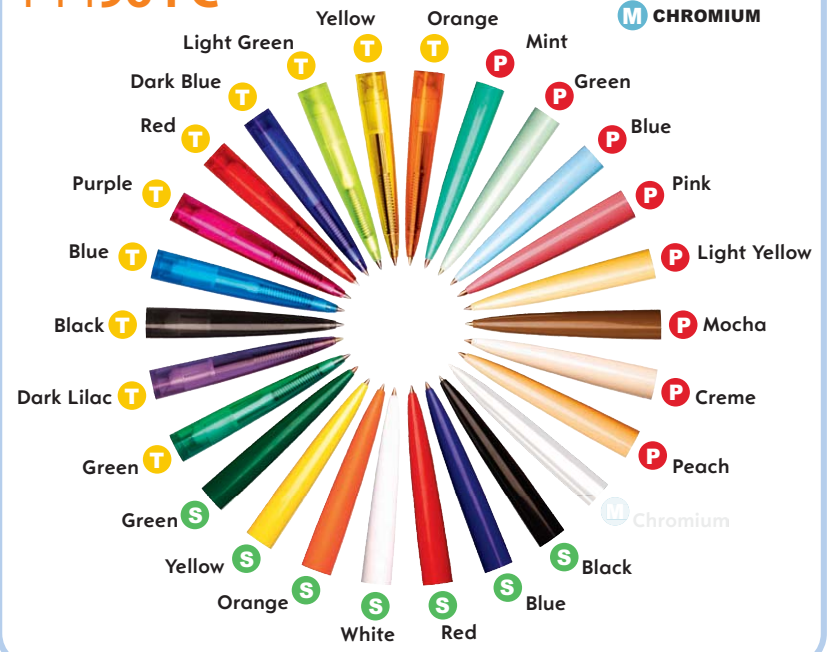 M CHROMIUM
Yellow T
Orange T
Light Green T
Mint P
Dark Blue T
Green P
Red T
Blue P
Purple T
Pink P
Blue T
Light Yellow P
Black T
Mocha P
Dark Lilac T
Creme P
Green T
Peach P
Green S
M Chromium
Yellow S
Black S
Orange S
Blue S
White S
Red S